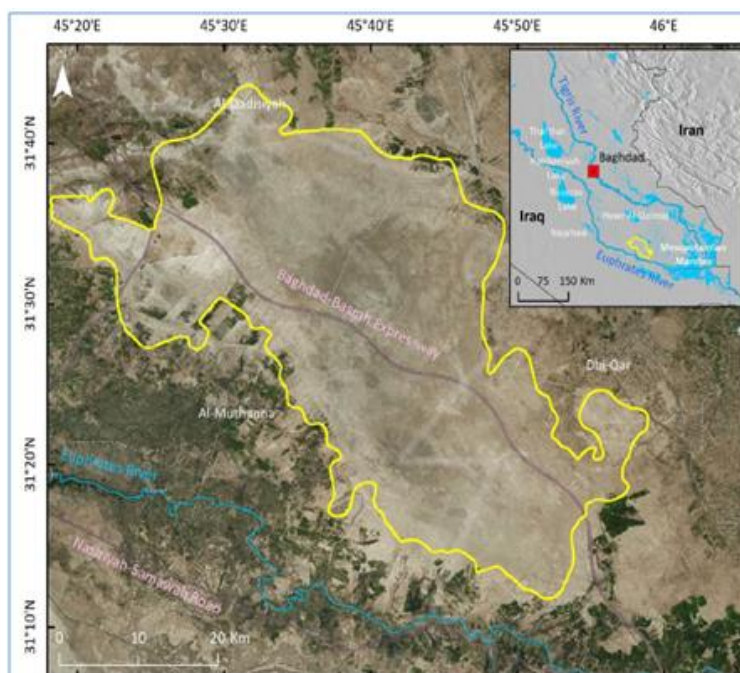 45°20'E
45°30'E
45°40'E
45°50'E
46°E
31°40'N
31°30'N
31°20'N
31°10'N
Al-Qadisiyah
Baghdad-Basrah Expressway
Dhi-Qar
Al-Muthanna
Euphrates River
Nasiriyah-Samawah Road
0 10 20 Km
Tigris River
Iran
Baghdad
Lake
Lake
Iraq
Euphrates River
0 75 150 Km